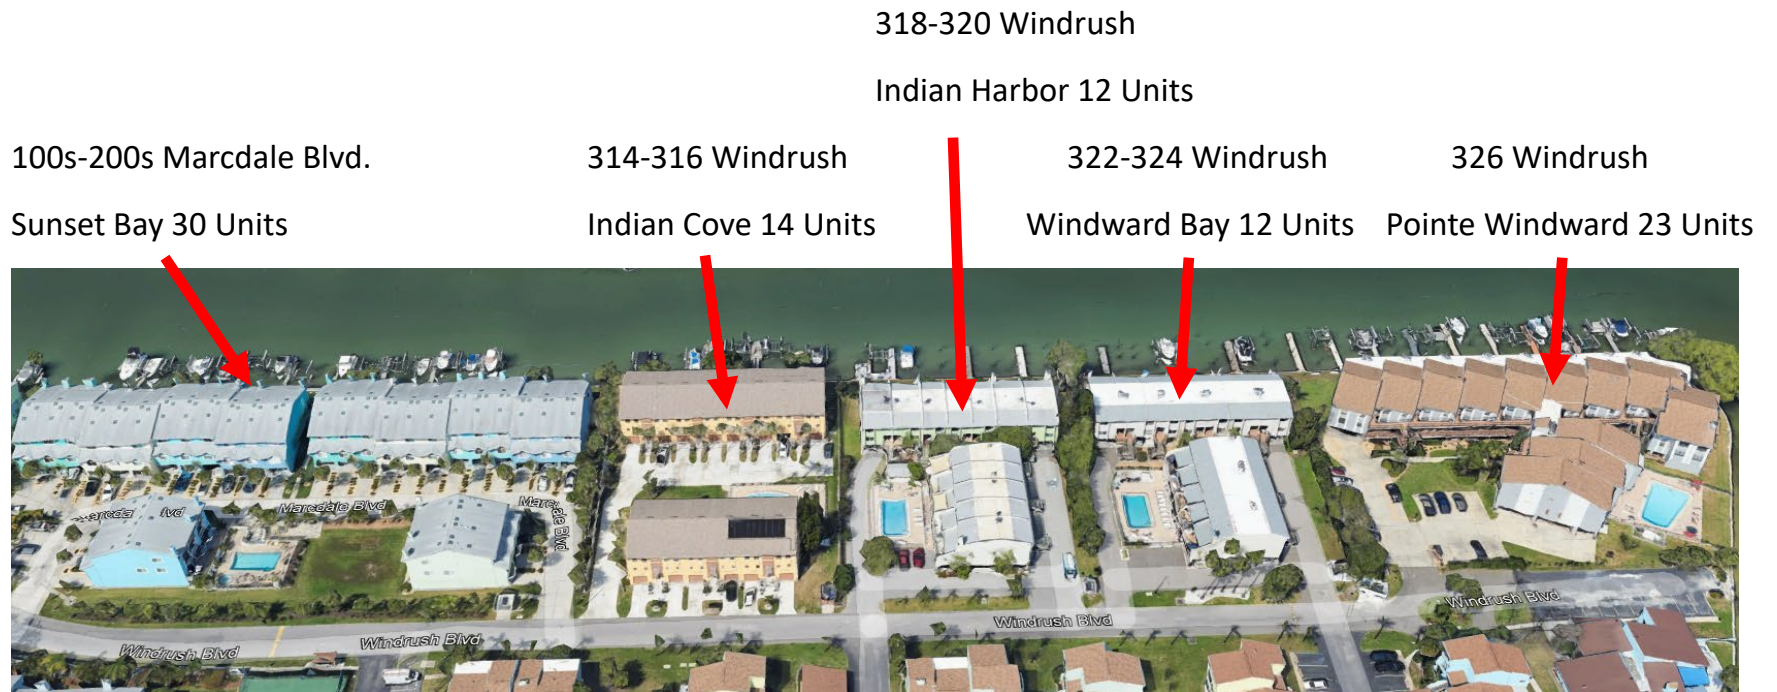 318-320 Windrush
Indian Harbor 12 Units
100s-200s Marcdale Blvd.
314-316 Windrush
322-324 Windrush
326 Windrush
Sunset Bay 30 Units
Indian Cove 14 Units
Windward Bay 12 Units
Pointe Windward 23 Units
Marcdale Blvd
Marcdale Blvd
Windrush Blvd
Windrush Blvd
Windrush Blvd
Windrush Blvd